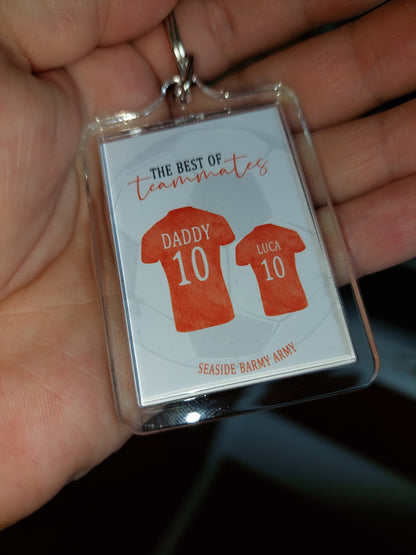 THE BEST OF
teammates
DADDY
10
LUCA
10
SEASIDE BARMY ARMY